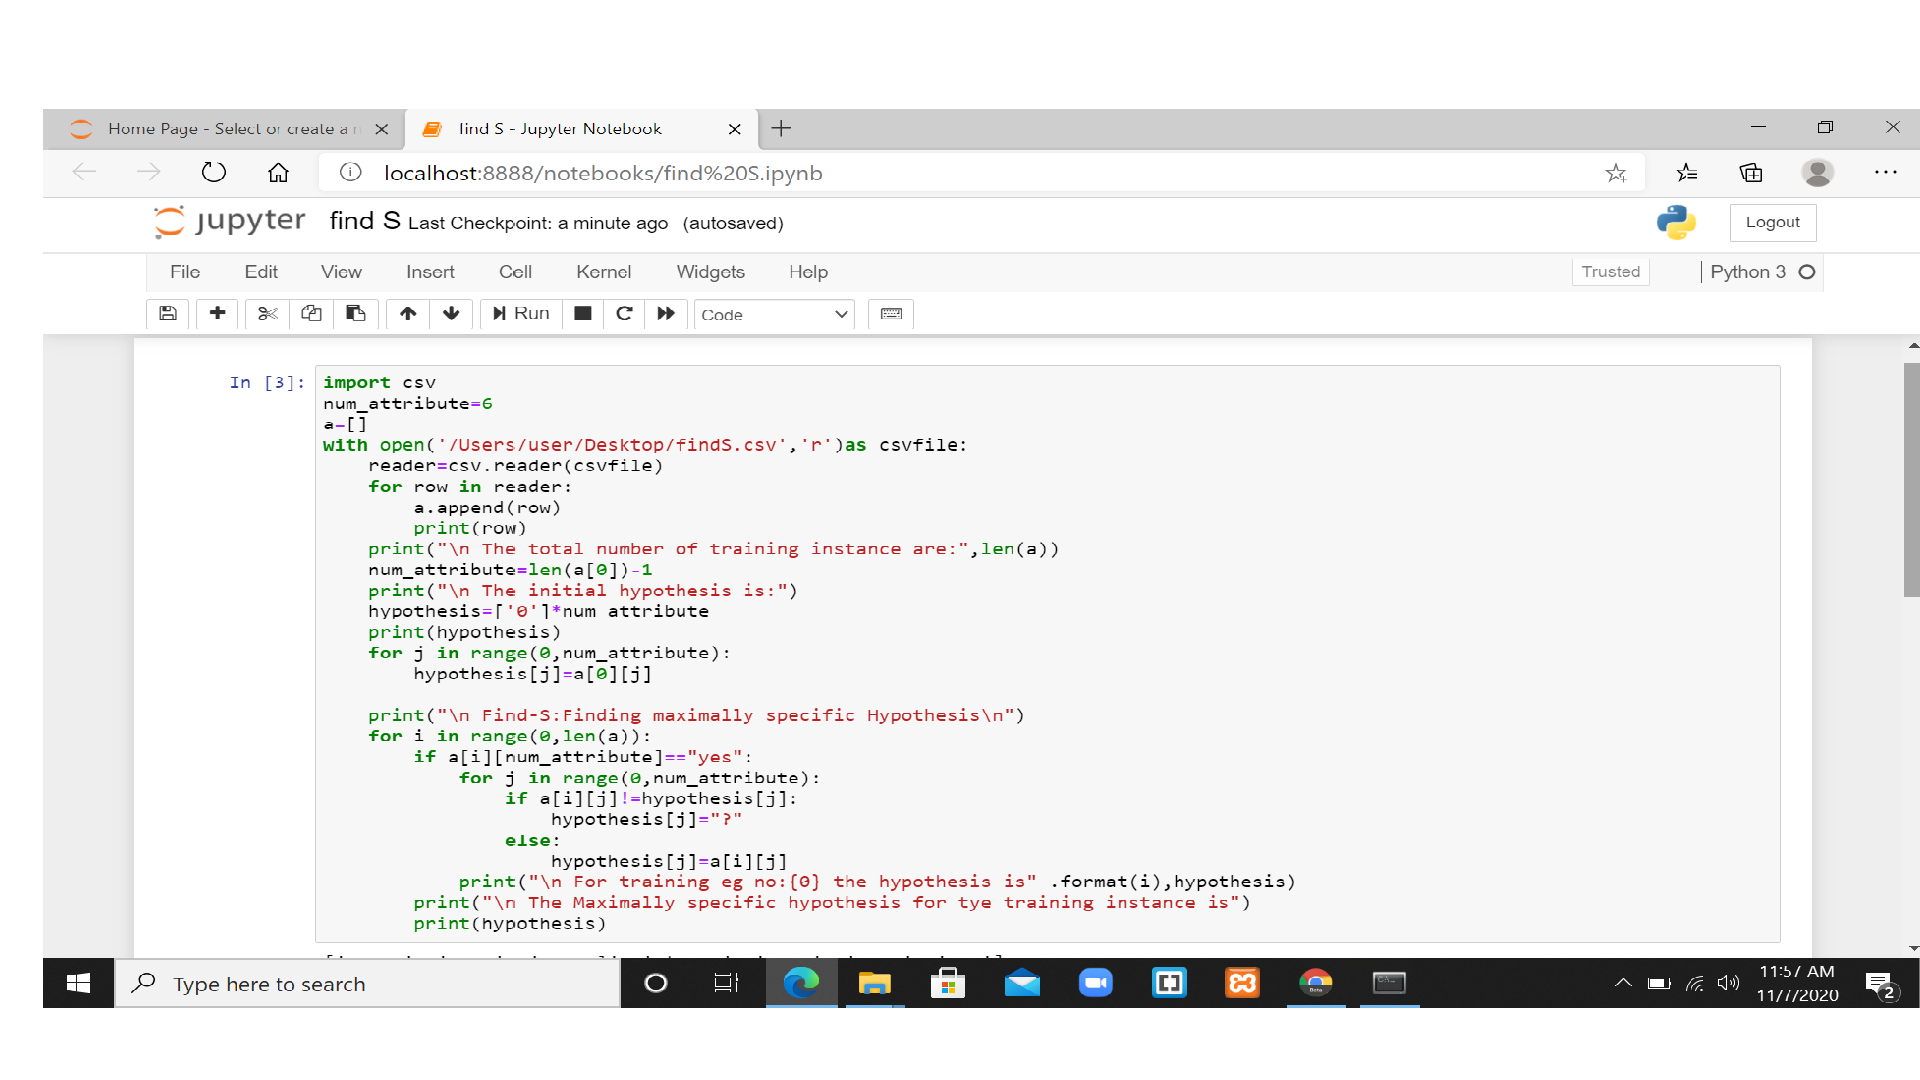 Home Page - Select or create a n
find S - Jupyter Notebook
localhost:8888/notebooks/find%20S.ipynb
jupyter find S Last Checkpoint: a minute ago (autosaved)
Logout
File Edit View Insert Cell Kernel Widgets Help
Trusted
Python 3
Run
Code
In [3]:
import csv
num_attribute=6
a=[]
with open('/Users/user/Desktop/findS.csv','r')as csvfile:
    reader=csv.reader(csvfile)
    for row in reader:
        a.append(row)
        print(row)
    print("\n The total number of training instance are:",len(a))
    num_attribute=len(a[0])-1
    print("\n The initial hypothesis is:")
    hypothesis=['0']*num_attribute
    print(hypothesis)
    for j in range(0,num_attribute):
        hypothesis[j]=a[0][j]
    print("\n Find-S:Finding maximally specific Hypothesis\n")
    for i in range(0,len(a)):
        if a[i][num_attribute]=="yes":
            for j in range(0,num_attribute):
                if a[i][j]!=hypothesis[j]:
                    hypothesis[j]="?"
                else:
                    hypothesis[j]=a[i][j]
            print("\n For training eg no:{0} the hypothesis is" .format(i),hypothesis)
        print("\n The Maximally specific hypothesis for tye training instance is")
        print(hypothesis)
Type here to search
11:57 AM
11/7/2020
2